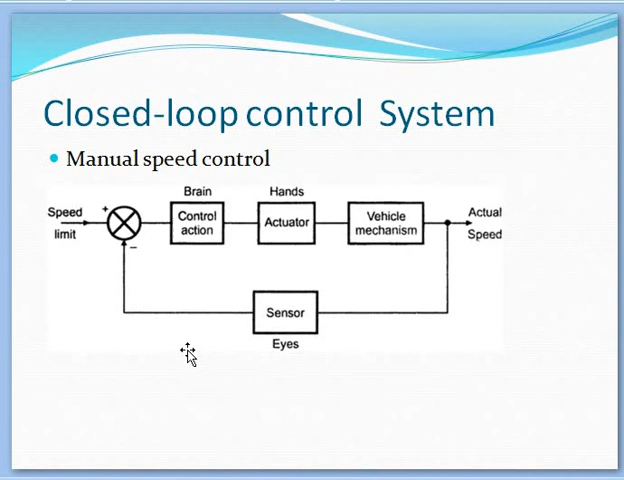 Closed-loop control System
Manual speed control
Brain
Hands
Speed
limit
+
−
Control
action
Actuator
Vehicle
mechanism
Actual
Speed
Sensor
Eyes